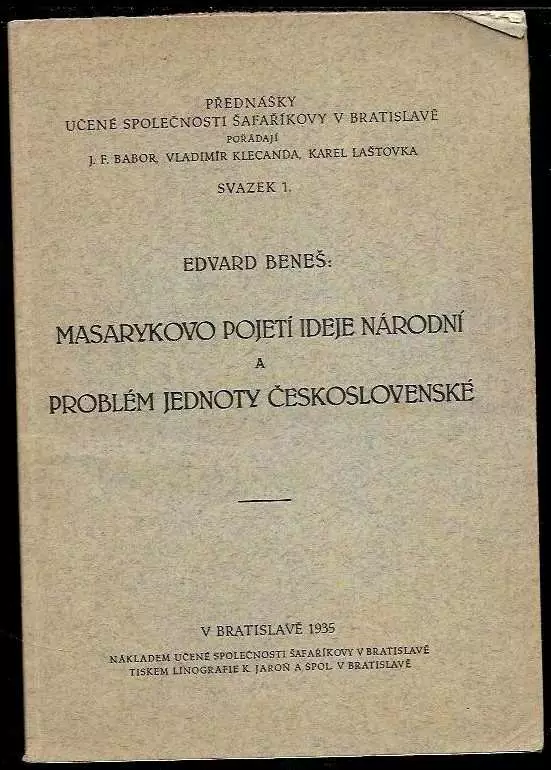 PŘEDNÁŠKY
UČENÉ SPOLEČNOSTI ŠAFAŘÍKOVY V BRATISLAVĚ
POŘÁDAJÍ
J. F. BABOR, VLADIMÍR KLECANDA, KAREL LAŠTOVKA
SVAZEK 1.
EDVARD BENEŠ:
MASARYKOVO POJETÍ IDEJE NÁRODNÍ
A
PROBLÉM JEDNOTY ČESKOSLOVENSKÉ
V BRATISLAVĚ 1935
NÁKLADEM UČENÉ SPOLEČNOSTI ŠAFAŘÍKOVY V BRATISLAVĚ
TISKEM LINOGRAFIE K. JAROŇ A SPOL. V BRATISLAVĚ